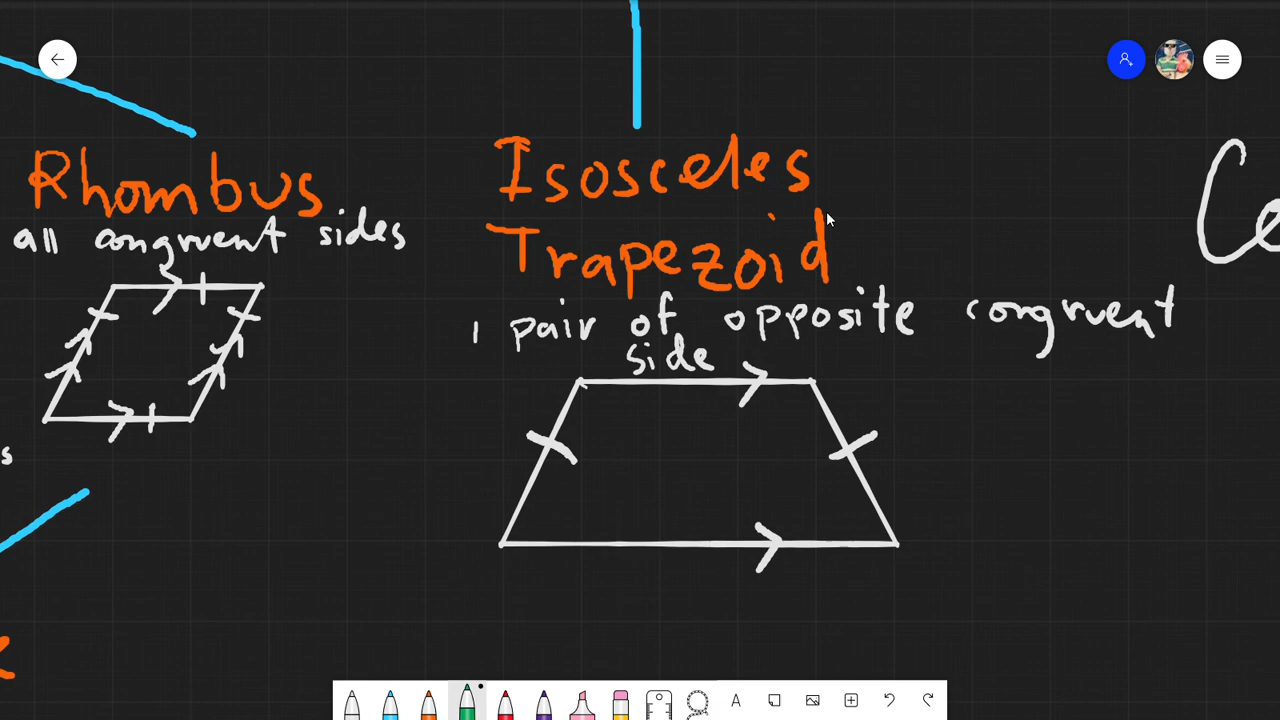 Rhombus
all congruent sides
Isosceles
Trapezoid
1 pair of opposite congruent
side